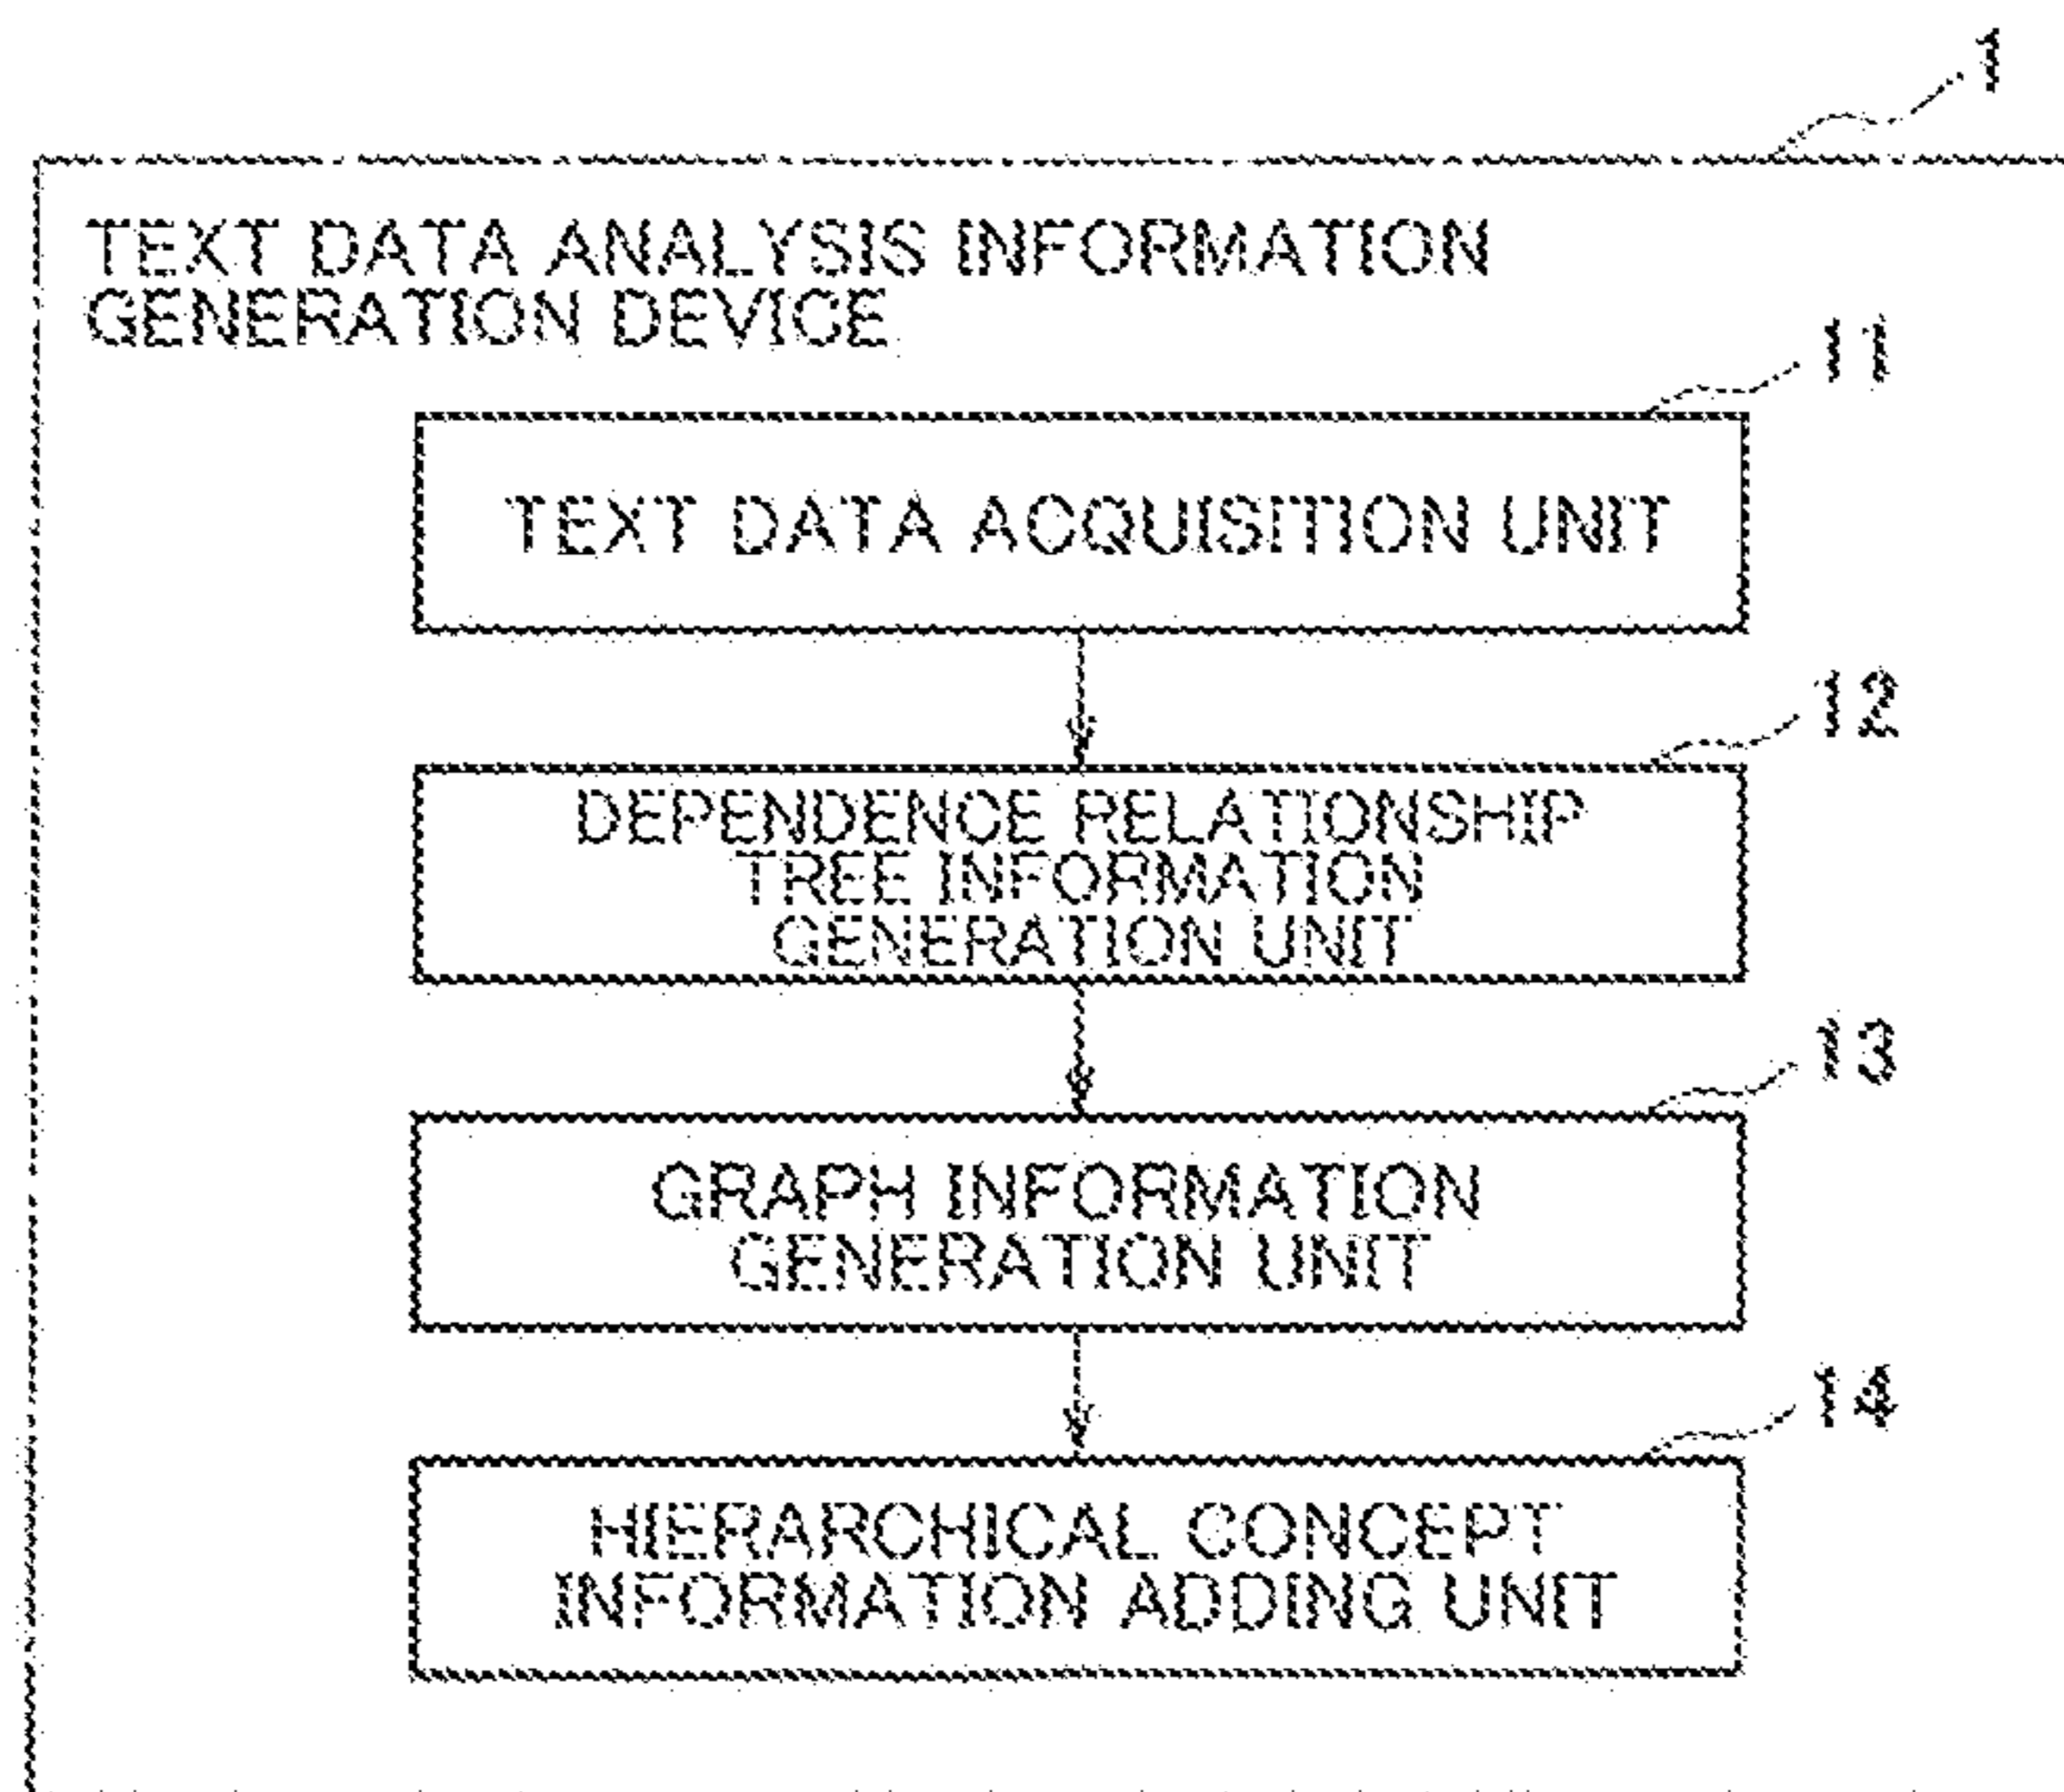 1
TEXT DATA ANALYSIS INFORMATION
GENERATION DEVICE
11
TEXT DATA ACQUISITION UNIT
12
DEPENDENCE RELATIONSHIP
TREE INFORMATION
GENERATION UNIT
13
GRAPH INFORMATION
GENERATION UNIT
14
HIERARCHICAL CONCEPT
INFORMATION ADDING UNIT